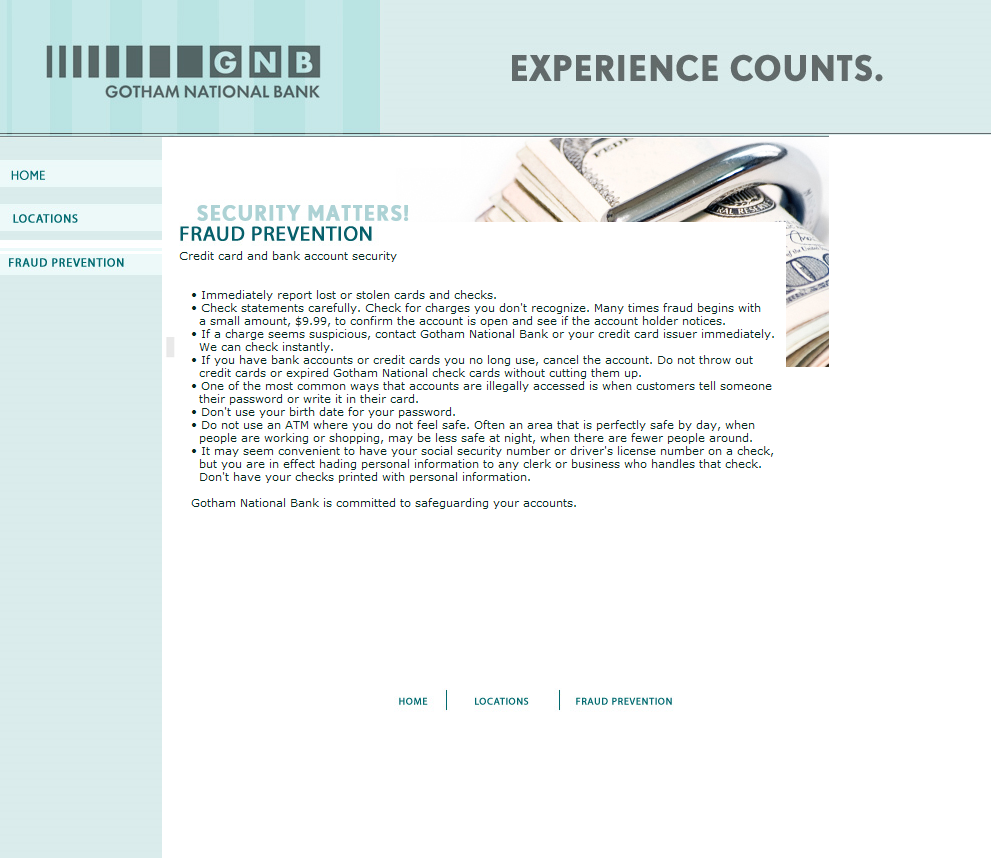 GNB
GOTHAM NATIONAL BANK
EXPERIENCE COUNTS.
HOME
LOCATIONS
FRAUD PREVENTION
SECURITY MATTERS!
FRAUD PREVENTION
Credit card and bank account security
• Immediately report lost or stolen cards and checks.
• Check statements carefully. Check for charges you don't recognize. Many times fraud begins with
a small amount, $9.99, to confirm the account is open and see if the account holder notices.
• If a charge seems suspicious, contact Gotham National Bank or your credit card issuer immediately.
We can check instantly.
• If you have bank accounts or credit cards you no long use, cancel the account. Do not throw out
credit cards or expired Gotham National check cards without cutting them up.
• One of the most common ways that accounts are illegally accessed is when customers tell someone
their password or write it in their card.
• Don't use your birth date for your password.
• Do not use an ATM where you do not feel safe. Often an area that is perfectly safe by day, when
people are working or shopping, may be less safe at night, when there are fewer people around.
• It may seem convenient to have your social security number or driver's license number on a check,
but you are in effect hading personal information to any clerk or business who handles that check.
Don't have your checks printed with personal information.
Gotham National Bank is committed to safeguarding your accounts.
HOME
LOCATIONS
FRAUD PREVENTION